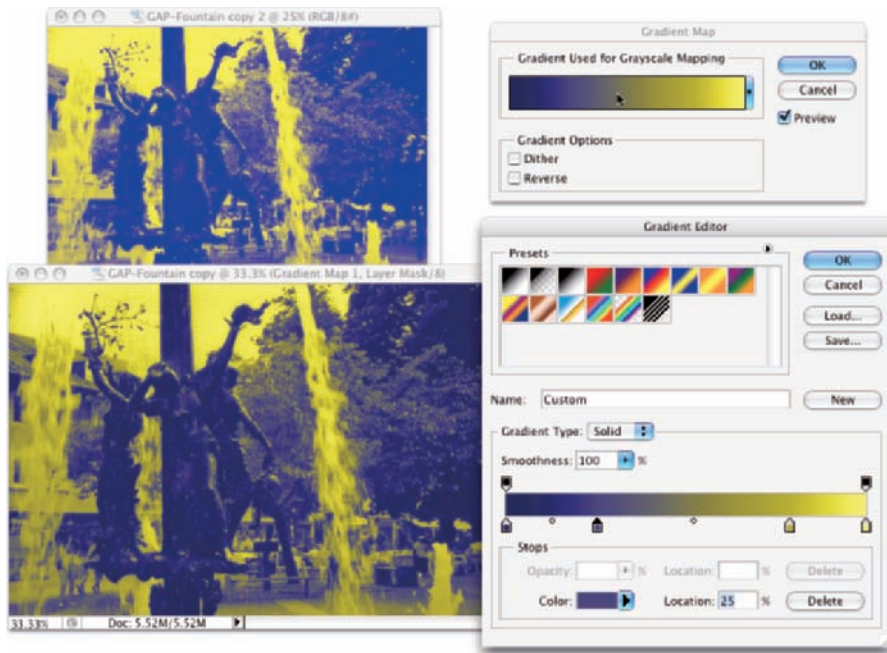 GAP-Fountain copy 2 @ 25% (RGB/8#)
Gradient Map
Gradient Used for Grayscale Mapping
OK
Cancel
Preview
Gradient Options
Dither
Reverse
GAP-Fountain copy @ 33.3% (Gradient Map 1, Layer Mask/8)
33.33%
Doc: 5.52M/5.52M
Gradient Editor
Presets
OK
Cancel
Load...
Save...
Name: Custom
New
Gradient Type: Solid
Smoothness: 100 %
Stops
Opacity: % Location: % Delete
Color: Location: 25 % Delete